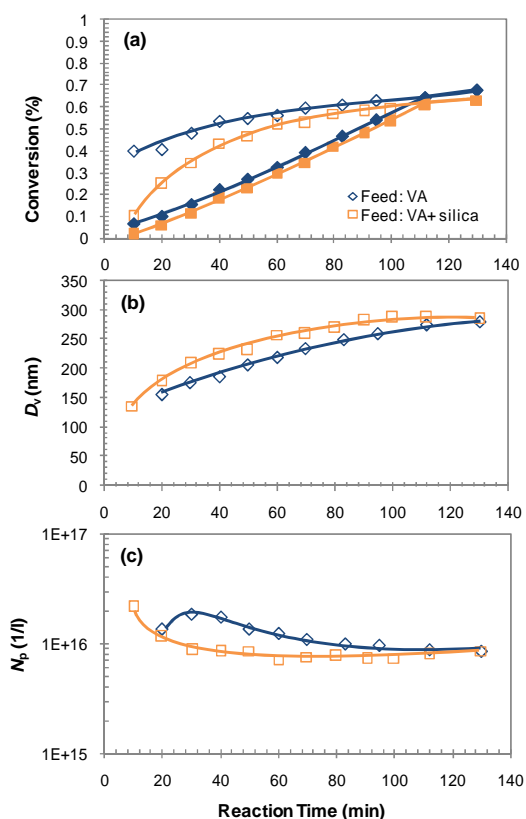 (a)
1
0.9
0.8
0.7
0.6
0.5
0.4
0.3
0.2
0.1
0
Conversion (%)
Feed: VA
Feed: VA+ silica
0 20 40 60 80 100 120 140
(b)
350
300
250
200
150
100
50
0
Dv (nm)
0 20 40 60 80 100 120 140
(c)
1E+17
1E+16
1E+15
Np (1/l)
0 20 40 60 80 100 120 140
Reaction Time (min)